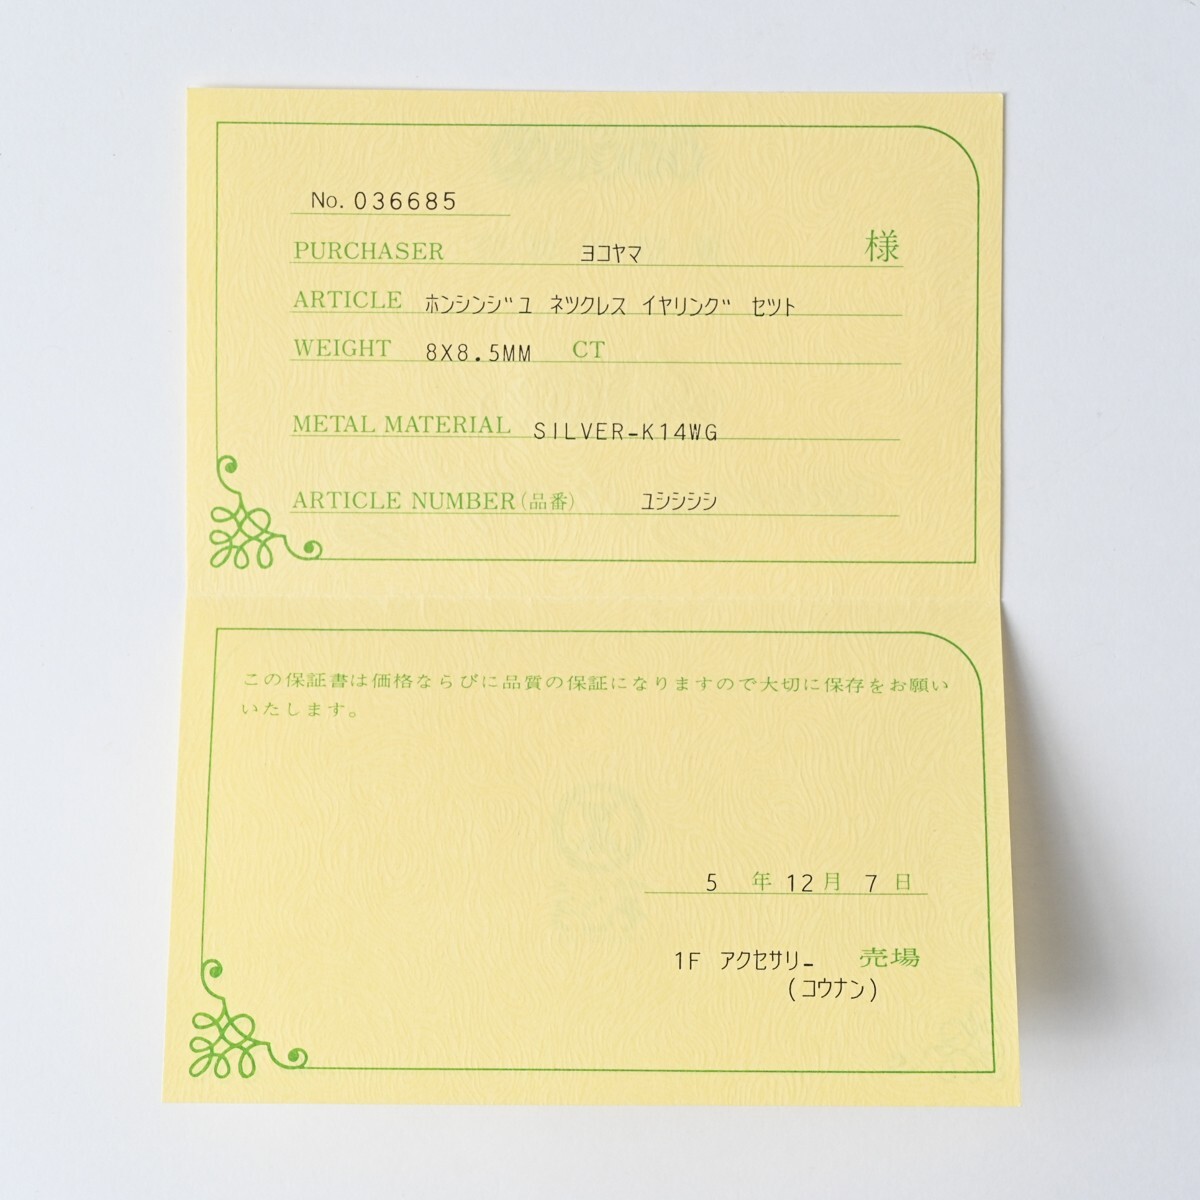 No. 036685
PURCHASER ヨコヤマ 様
ARTICLE ホンシンジユ ネツクレス イヤリング セツト
WEIGHT 8X8.5MM CT
METAL MATERIAL SILVER-K14WG
ARTICLE NUMBER(品番) ユシシシシ
この保証書は価格ならびに品質の保証になりますので大切に保存をお願い
いたします。
5 年 12 月 7 日
1F アクセサリー 売場
(コウナン)